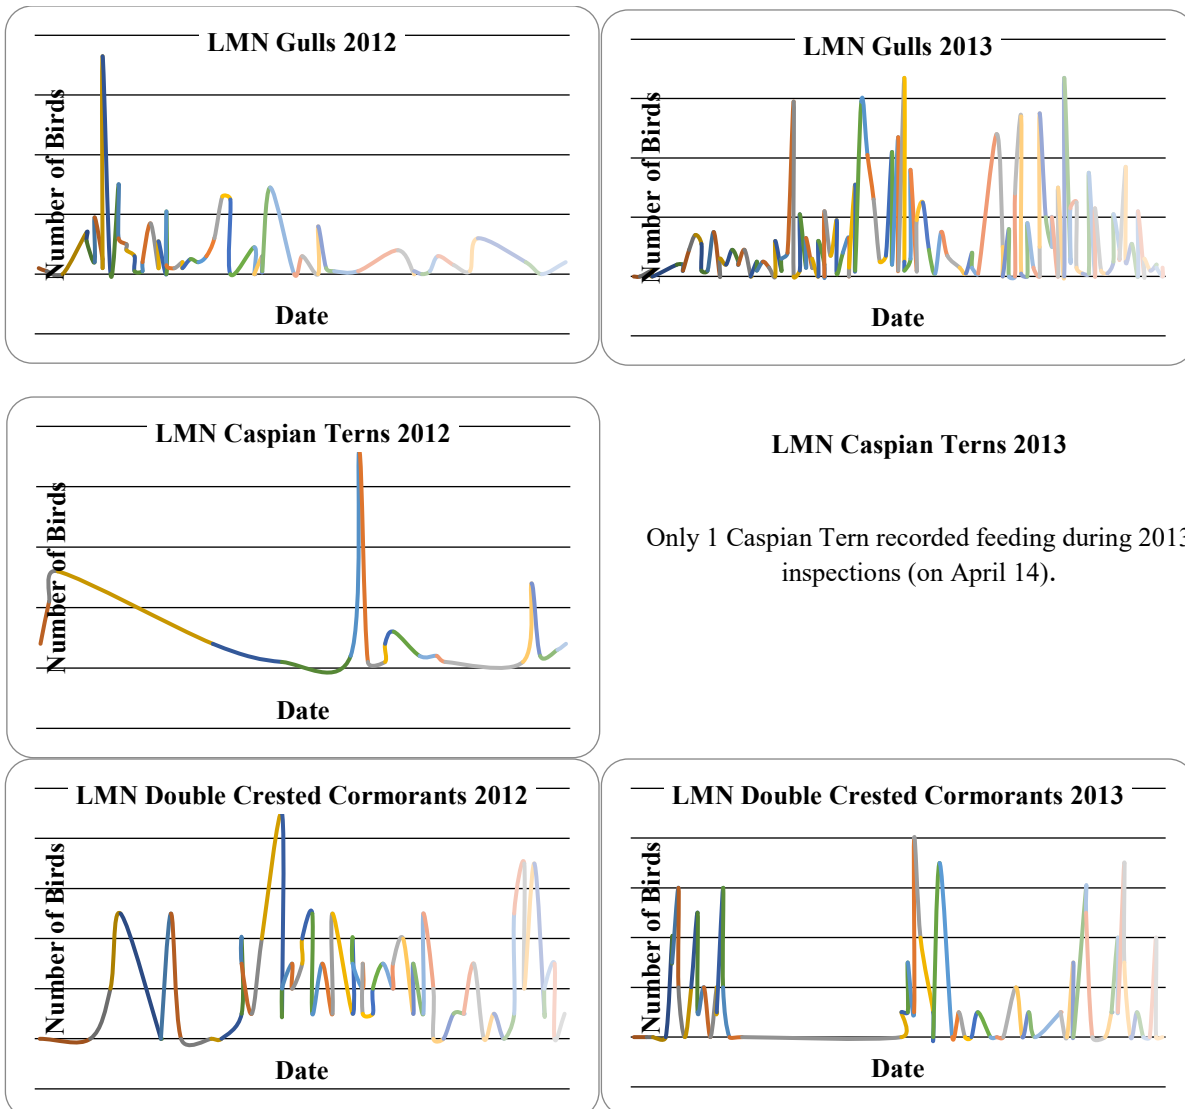 LMN Gulls 2012
Number of Birds
Date
LMN Gulls 2013
Number of Birds
Date
LMN Caspian Terns 2012
Number of Birds
Date
LMN Caspian Terns 2013
Only 1 Caspian Tern recorded feeding during 2013
inspections (on April 14).
LMN Double Crested Cormorants 2012
Number of Birds
Date
LMN Double Crested Cormorants 2013
Number of Birds
Date